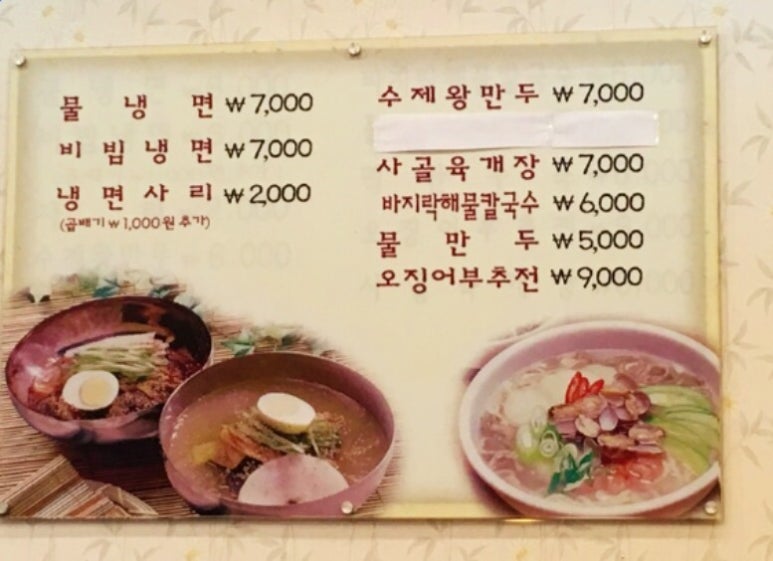 물 냉 면 ₩7,000
비 빔 냉 면 ₩7,000
냉 면 사 리 ₩2,000
(곱빼기 ₩1,000원 추가)
수 제 왕 만 두 ₩7,000
사 골 육 개 장 ₩7,000
바지락해물칼국수 ₩6,000
물 만 두 ₩5,000
오징어부추전 ₩9,000